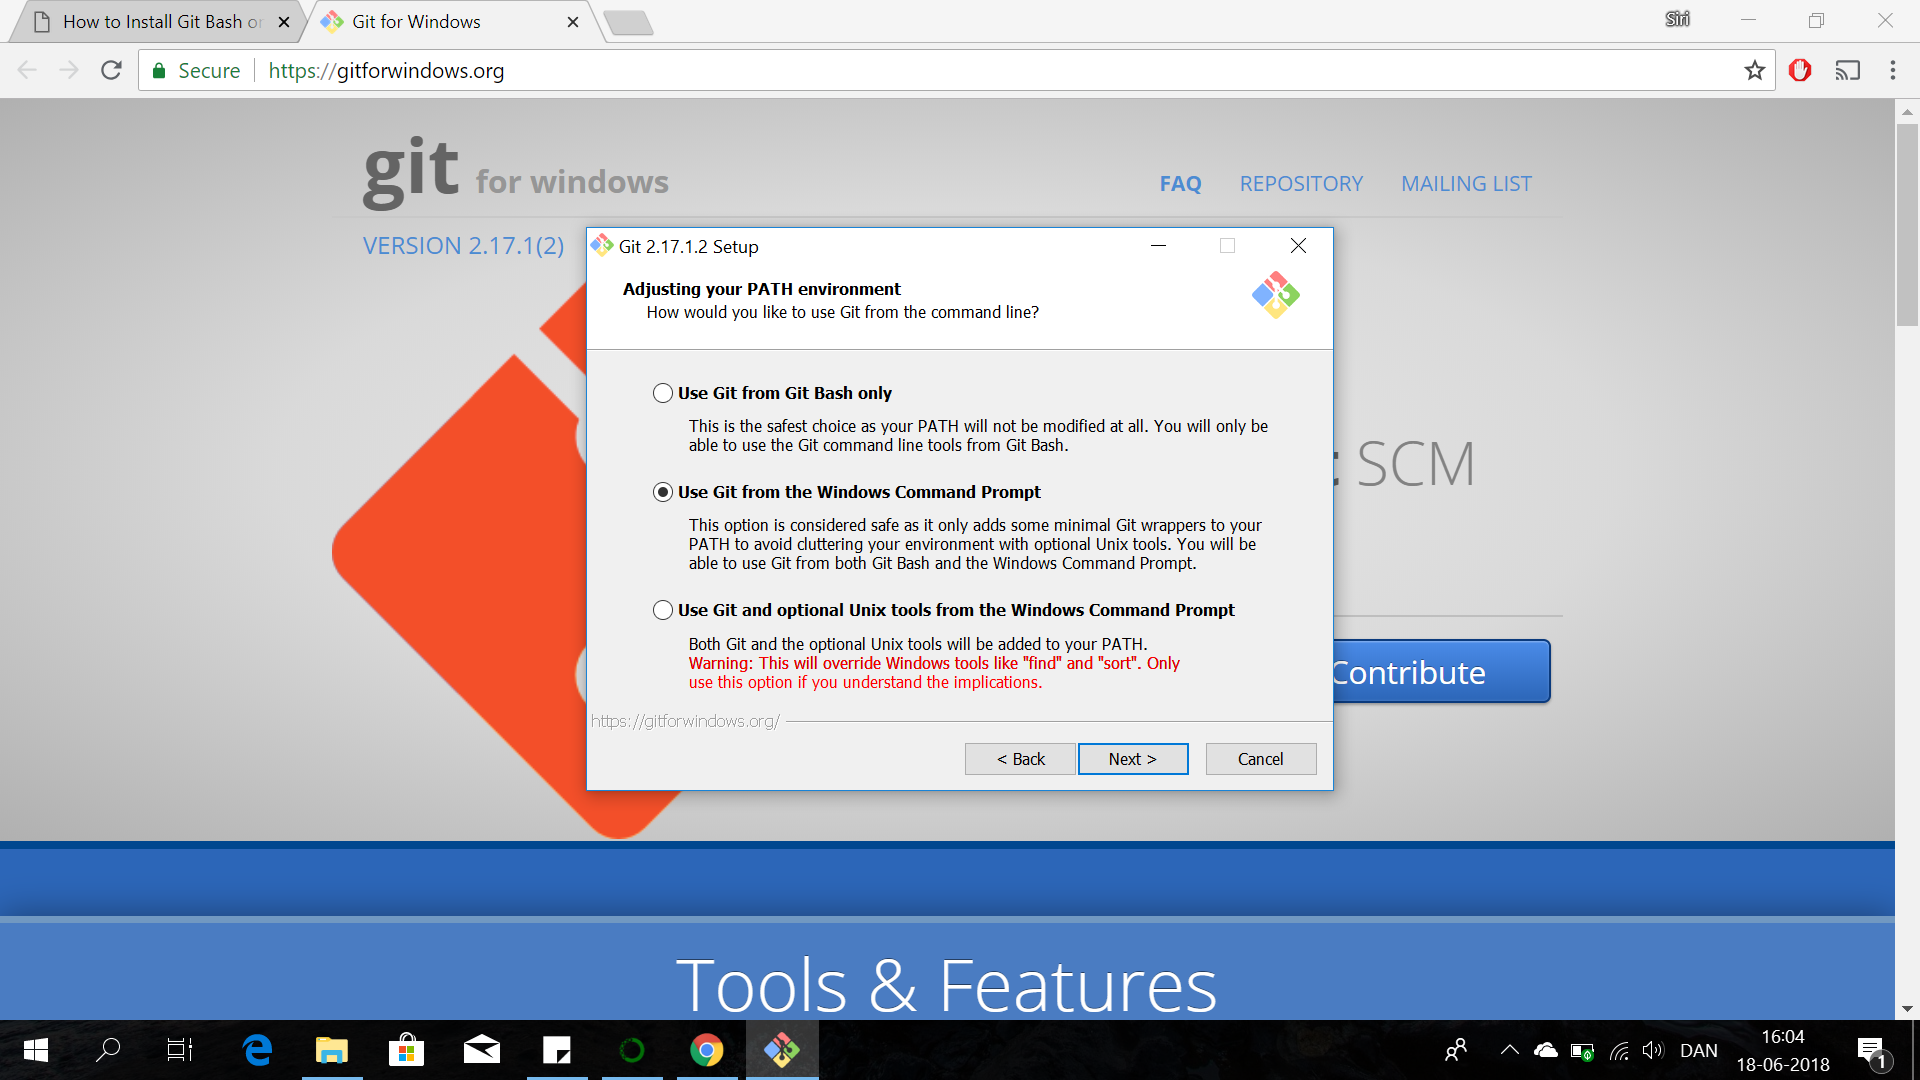 How to Install Git Bash o
Git for Windows
Siri
Secure
https://gitforwindows.org
git for windows
FAQ
REPOSITORY
MAILING LIST
VERSION 2.17.1(2)
Git 2.17.1.2 Setup
Adjusting your PATH environment
How would you like to use Git from the command line?
Use Git from Git Bash only
This is the safest choice as your PATH will not be modified at all. You will only be
able to use the Git command line tools from Git Bash.
SCM
Use Git from the Windows Command Prompt
This option is considered safe as it only adds some minimal Git wrappers to your
PATH to avoid cluttering your environment with optional Unix tools. You will be
able to use Git from both Git Bash and the Windows Command Prompt.
Use Git and optional Unix tools from the Windows Command Prompt
Both Git and the optional Unix tools will be added to your PATH.
Warning: This will override Windows tools like "find" and "sort". Only
use this option if you understand the implications.
Contribute
https://gitforwindows.org/
< Back
Next >
Cancel
Tools & Features
DAN
16:04
18-06-2018
1